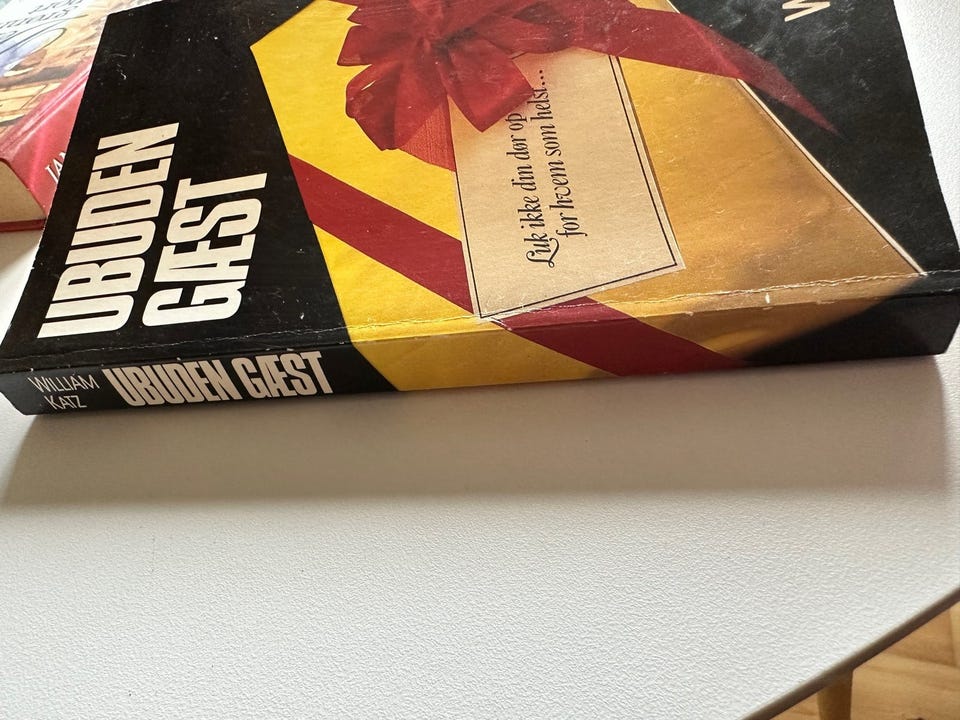 UBUDEN
GÆST
Luk ikke din dør op
for hvem som helst...
W
WILLIAM
KATZ
UBUDEN GÆST